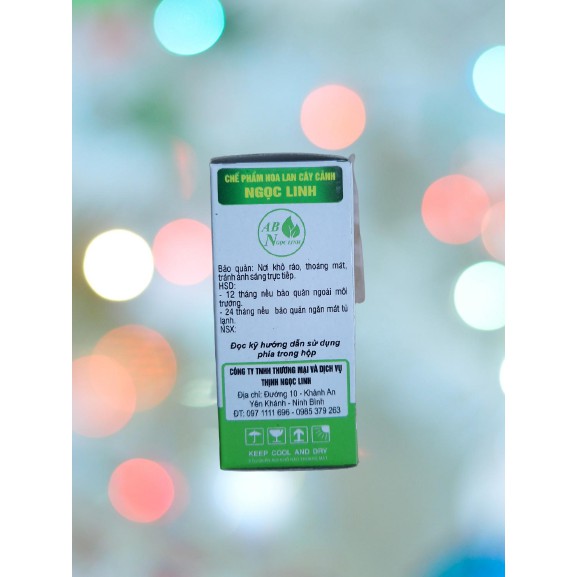 CHẾ PHẨM HOA LAN CÂY CẢNH
NGỌC LINH
AB
NGỌC LINH
Bảo quản: Nơi khô ráo, thoáng mát,
tránh ánh sáng trực tiếp.
HSD:
- 12 tháng nếu bảo quản ngoài môi
trường.
- 24 tháng nếu bảo quản ngăn mát tủ
lạnh.
NSX:
Đọc kỹ hướng dẫn sử dụng
phía trong hộp
CÔNG TY TNHH THƯƠNG MẠI VÀ DỊCH VỤ
THỊNH NGỌC LINH
Địa chỉ: Đường 10 - Khánh An
Yên Khánh - Ninh Bình
ĐT: 097 1111 696 - 0985 379 263
KEEP COOL AND DRY